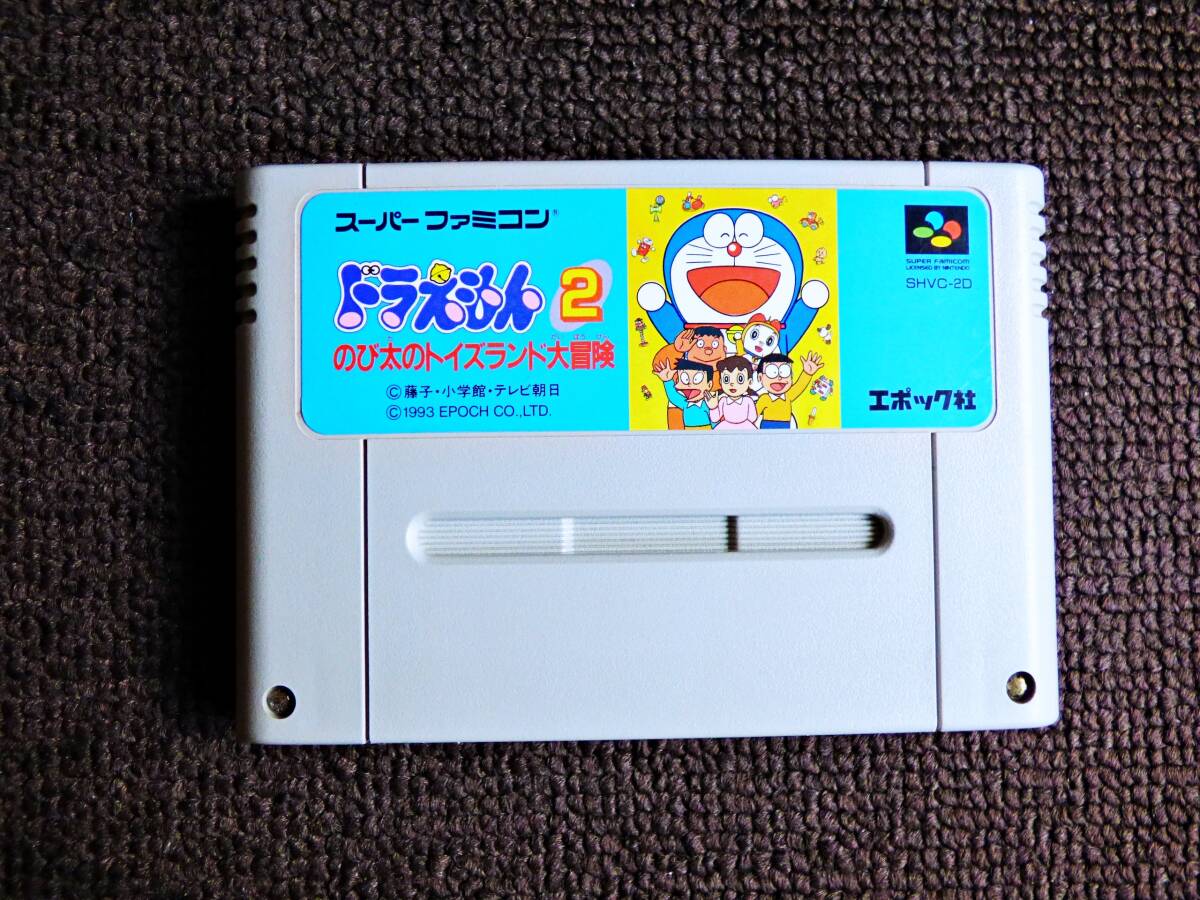 スーパーファミコン®
ドラえもん2
のび太のトイズランド大冒険
©藤子・小学館・テレビ朝日
©1993 EPOCH CO.,LTD.
SUPER FAMICOM
LICENSED BY NINTENDO
SHVC-2D
エポック社